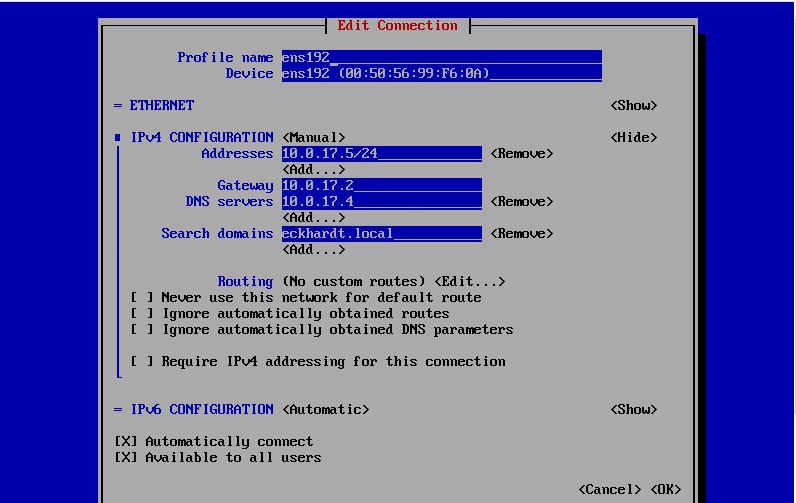 Edit Connection
Profile name ens192
Device ens192 (00:50:56:99:F6:0A)
= ETHERNET <Show>
IPv4 CONFIGURATION <Manual> <Hide>
Addresses 10.0.17.5/24 <Remove>
<Add...>
Gateway 10.0.17.2
DNS servers 10.0.17.4 <Remove>
<Add...>
Search domains eckhardt.local <Remove>
<Add...>
Routing (No custom routes) <Edit...>
[ ] Never use this network for default route
[ ] Ignore automatically obtained routes
[ ] Ignore automatically obtained DNS parameters
[ ] Require IPv4 addressing for this connection
= IPv6 CONFIGURATION <Automatic> <Show>
[X] Automatically connect
[X] Available to all users
<Cancel> <OK>